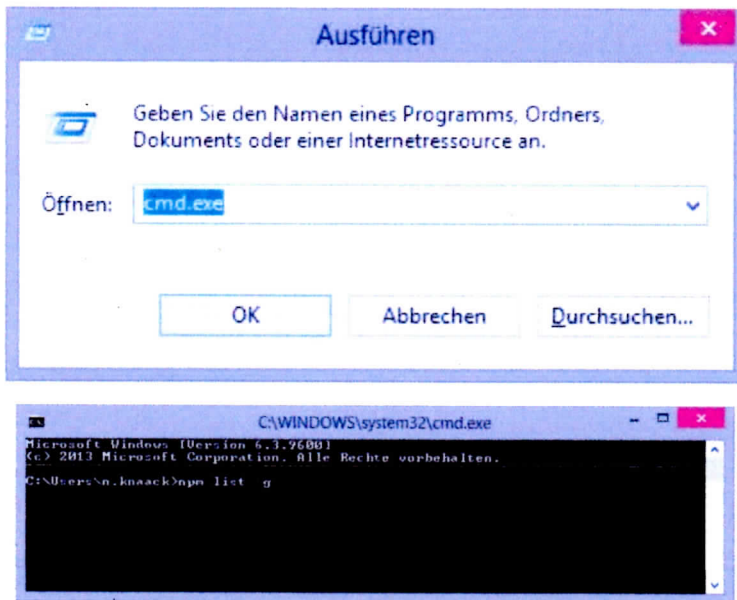 Ausführen
Geben Sie den Namen eines Programms, Ordners,
Dokuments oder einer Internetressource an.
Öffnen: cmd.exe
OK Abbrechen Durchsuchen...
C:\WINDOWS\system32\cmd.exe
Microsoft Windows [Version 6.3.9600]
(c) 2013 Microsoft Corporation. Alle Rechte vorbehalten.
C:\Users\n.knaack>npm list g